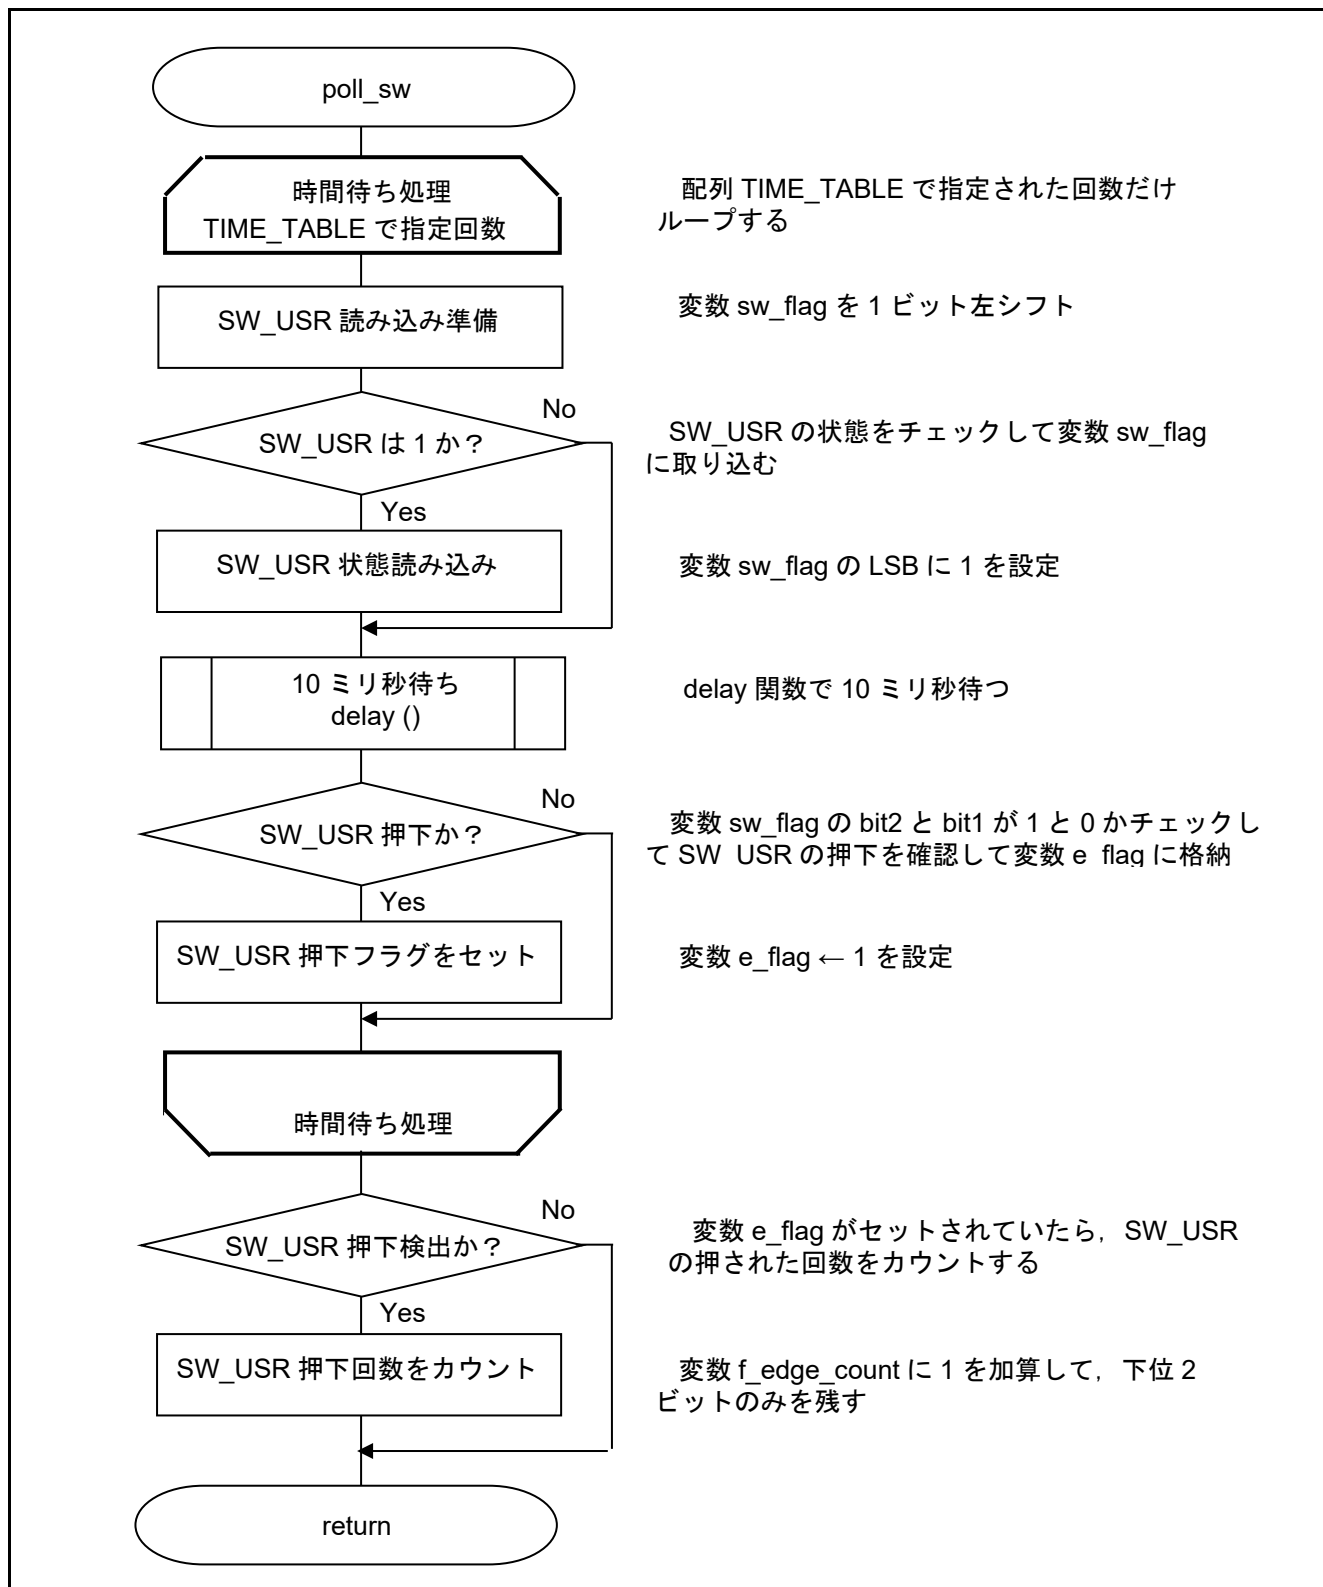 poll_sw
時間待ち処理
TIME_TABLE で指定回数
配列 TIME_TABLE で指定された回数だけ
ループする
SW_USR 読み込み準備
変数 sw_flag を 1 ビット左シフト
No
SW_USR は 1 か？
SW_USR の状態をチェックして変数 sw_flag
に取り込む
Yes
SW_USR 状態読み込み
変数 sw_flag の LSB に 1 を設定
10 ミリ秒待ち
delay ()
delay 関数で 10 ミリ秒待つ
No
SW_USR 押下か？
変数 sw_flag の bit2 と bit1 が 1 と 0 かチェックし
て SW_USR の押下を確認して変数 e_flag に格納
Yes
SW_USR 押下フラグをセット
変数 e_flag ← 1 を設定
時間待ち処理
No
SW_USR 押下検出か？
変数 e_flag がセットされていたら，SW_USR
の押された回数をカウントする
Yes
SW_USR 押下回数をカウント
変数 f_edge_count に 1 を加算して，下位 2
ビットのみを残す
return